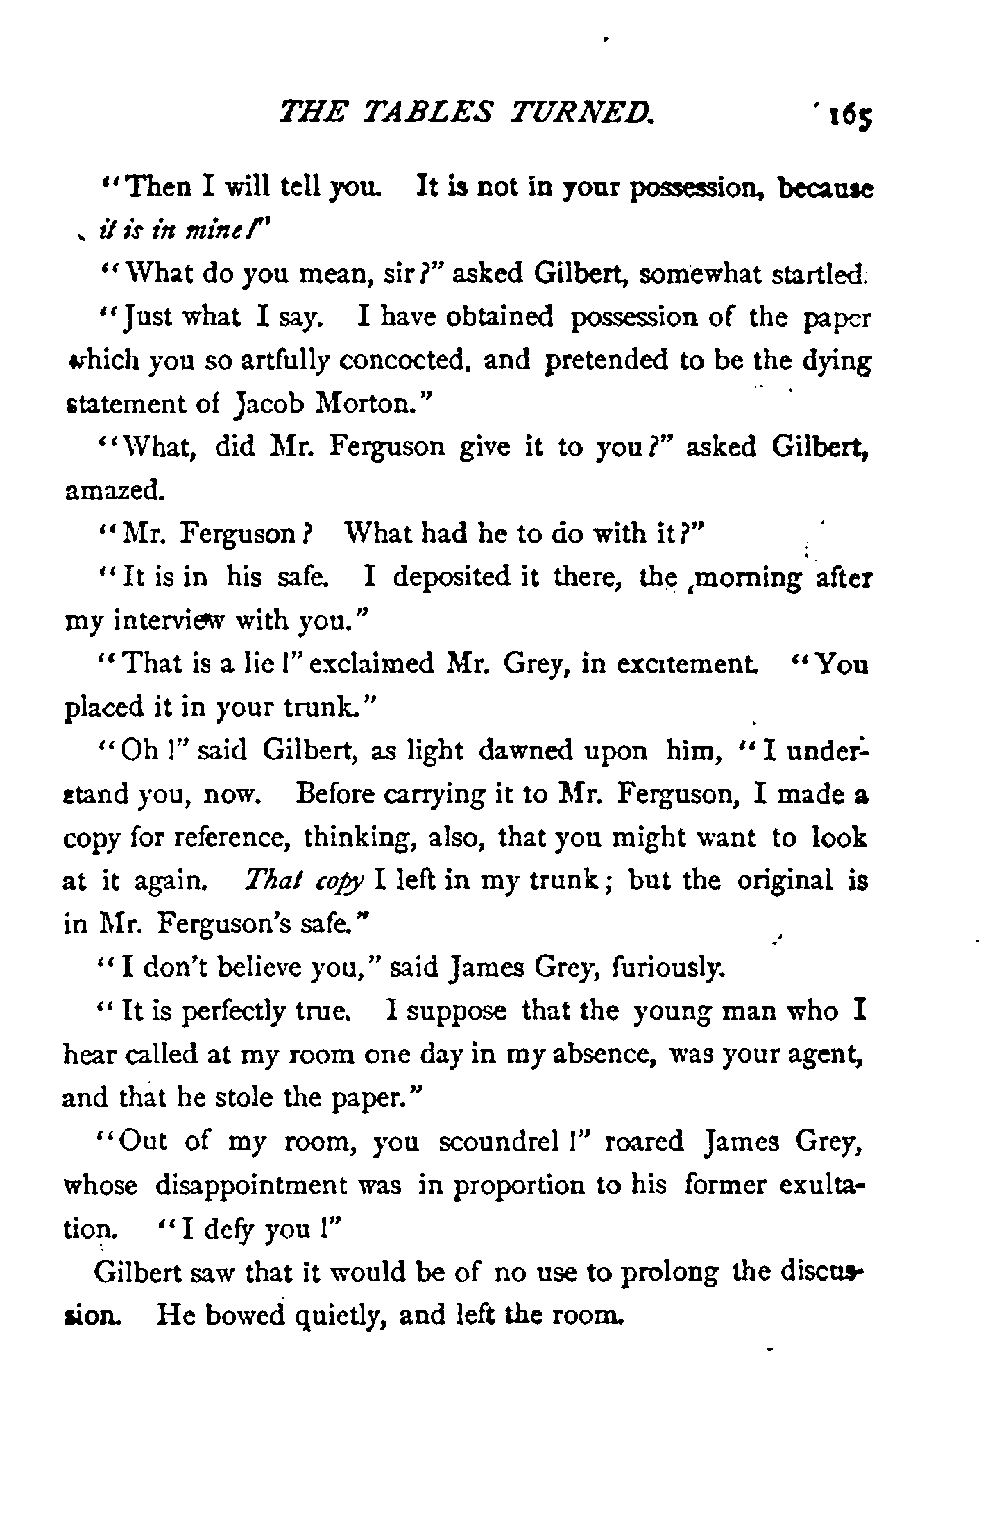 THE TABLES TURNED. 165
"Then I will tell you. It is not in your possession, because
it is in mine!"
"What do you mean, sir?" asked Gilbert, somewhat startled.
"Just what I say. I have obtained possession of the paper
which you so artfully concocted, and pretended to be the dying
statement of Jacob Morton."
"What, did Mr. Ferguson give it to you?" asked Gilbert,
amazed.
"Mr. Ferguson? What had he to do with it?"
"It is in his safe. I deposited it there, the morning after
my interview with you."
"That is a lie!" exclaimed Mr. Grey, in excitement. "You
placed it in your trunk."
"Oh!" said Gilbert, as light dawned upon him, "I under-
stand you, now. Before carrying it to Mr. Ferguson, I made a
copy for reference, thinking, also, that you might want to look
at it again. That copy I left in my trunk; but the original is
in Mr. Ferguson's safe."
"I don't believe you," said James Grey, furiously.
"It is perfectly true. I suppose that the young man who I
hear called at my room one day in my absence, was your agent,
and that he stole the paper."
"Out of my room, you scoundrel!" roared James Grey,
whose disappointment was in proportion to his former exulta-
tion. "I defy you!"
Gilbert saw that it would be of no use to prolong the discus-
sion. He bowed quietly, and left the room.